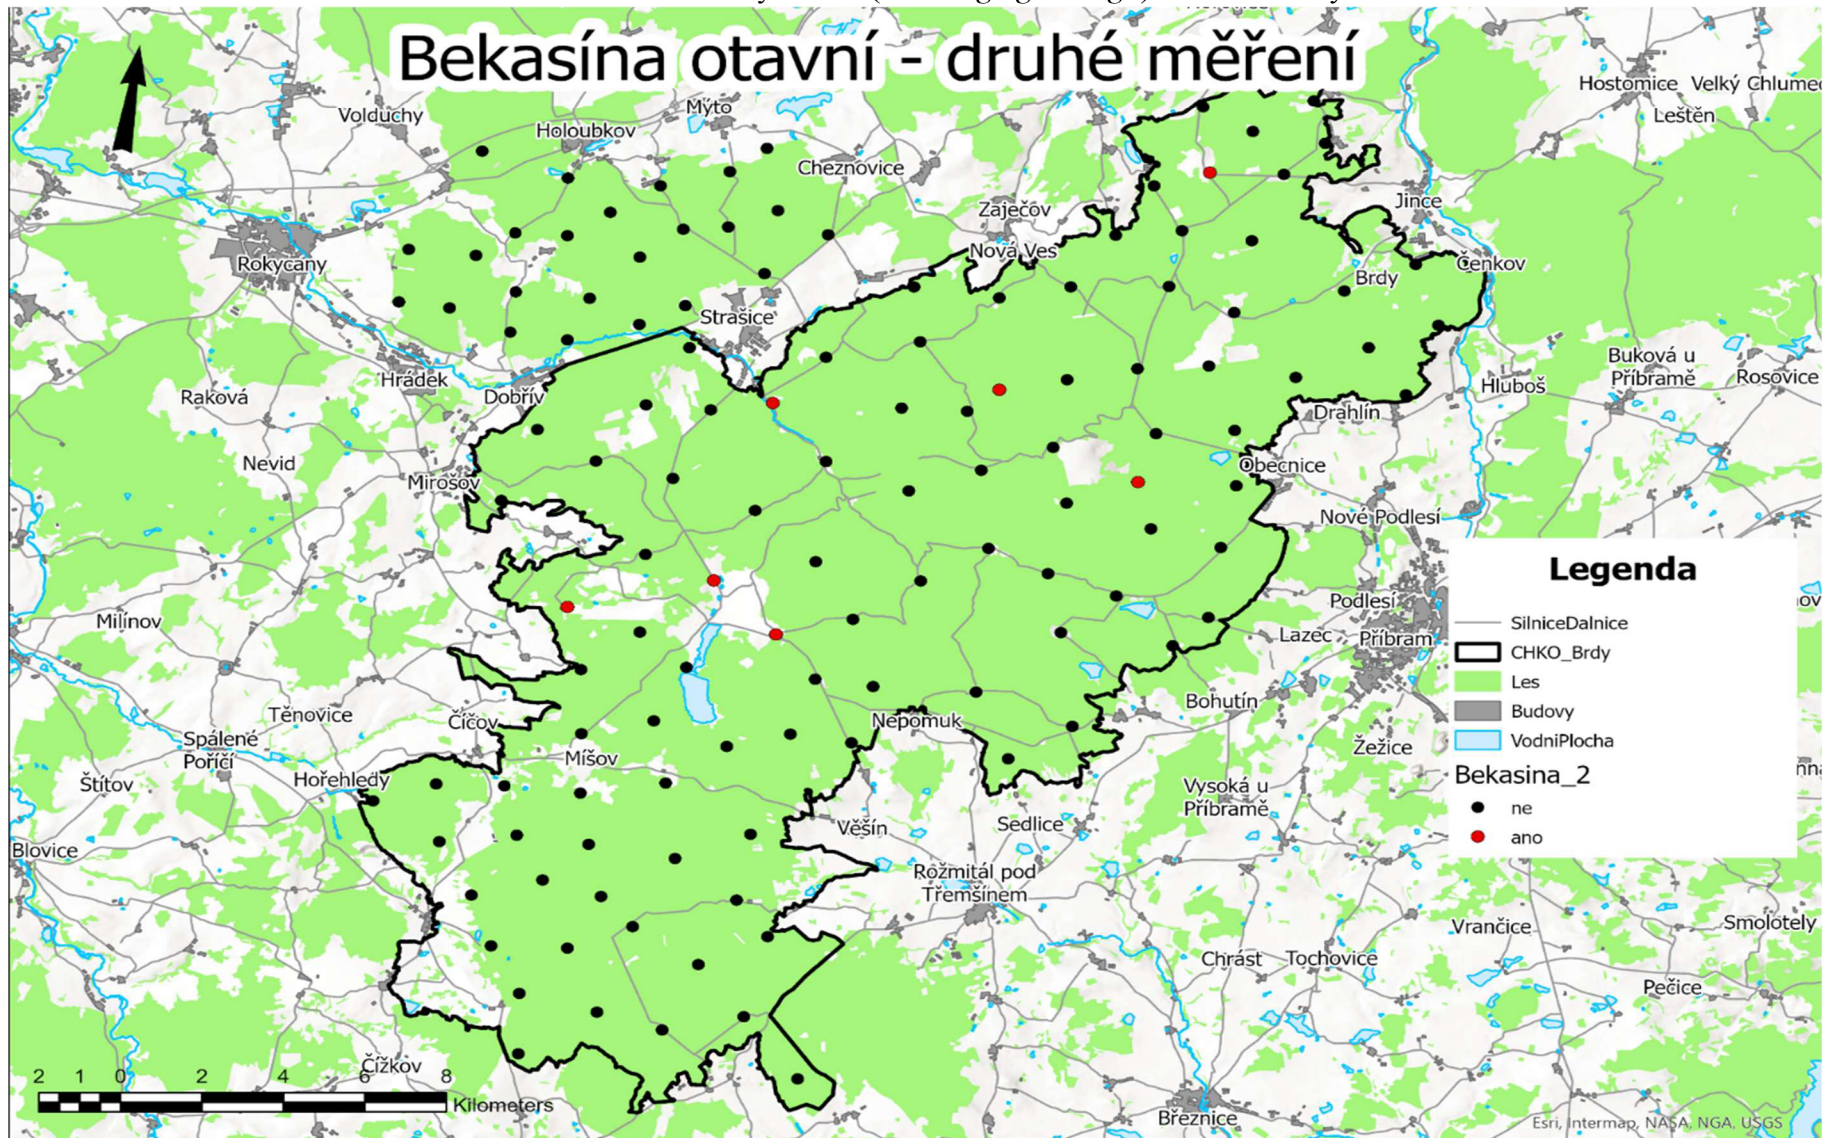 Bekasína otavní - druhé měření
Hostomice
Velký Chlumec
Mýto
Volduchy
Leštěn
Holoubkov
Cheznovice
Jince
Zaječov
Nová Ves
Rokycany
Čenkov
Brdy
Strašice
Buková u
Příbramě
Rosovice
Hrádek
Hluboš
Raková
Dobřív
Drahlín
Nevid
Obecnice
Mirošov
Nové Podlesí
Podlesí
Milínov
Lazec
Příbram
Bohutín
Těnovice
Číčov
Nepomuk
Spálené
Poříčí
Žežice
Míšov
Štítov
Hořehledy
Vysoká u
Příbramě
Věšín
Sedlice
Blovice
Rožmitál pod
Třemšínem
Vrančice
Smolotely
Chrást
Tochovice
Pečice
Čížkov
Březnice
Legenda
SilniceDalnice
CHKO_Brdy
Les
Budovy
VodniPlocha
Bekasina_2
ne
ano
2 1 0 2 4 6 8
Kilometers
Esri, Intermap, NASA, NGA, USGS